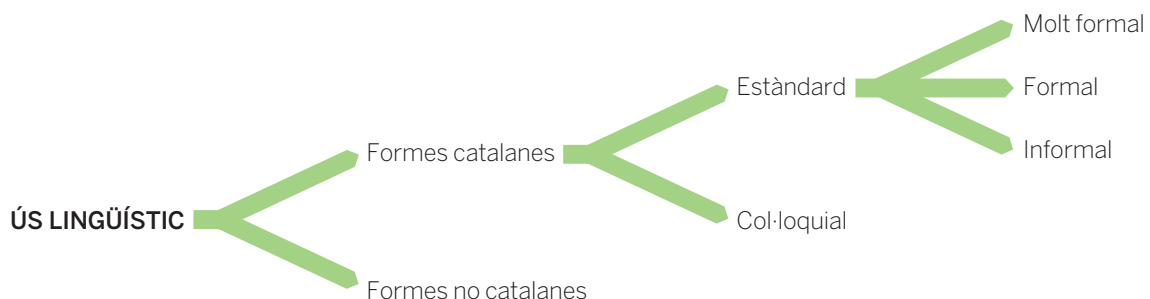 Molt formal
Estàndard
Formal
Formes catalanes
Informal
ÚS LINGÜÍSTIC
Col·loquial
Formes no catalanes